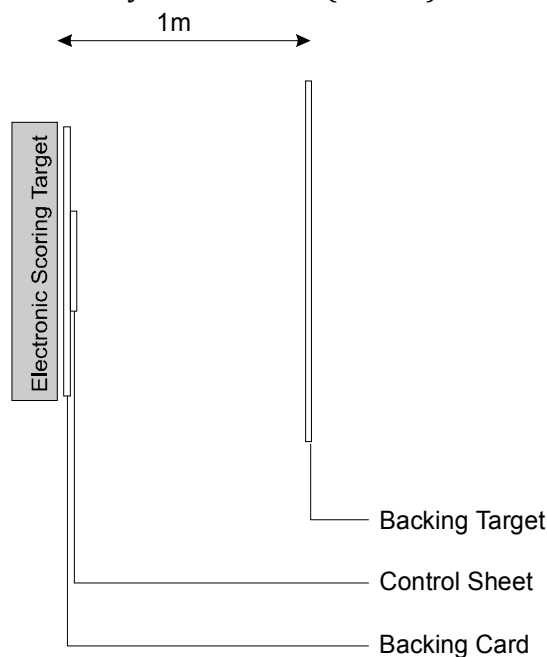 1m
Electronic Scoring Target
Backing Target
Control Sheet
Backing Card